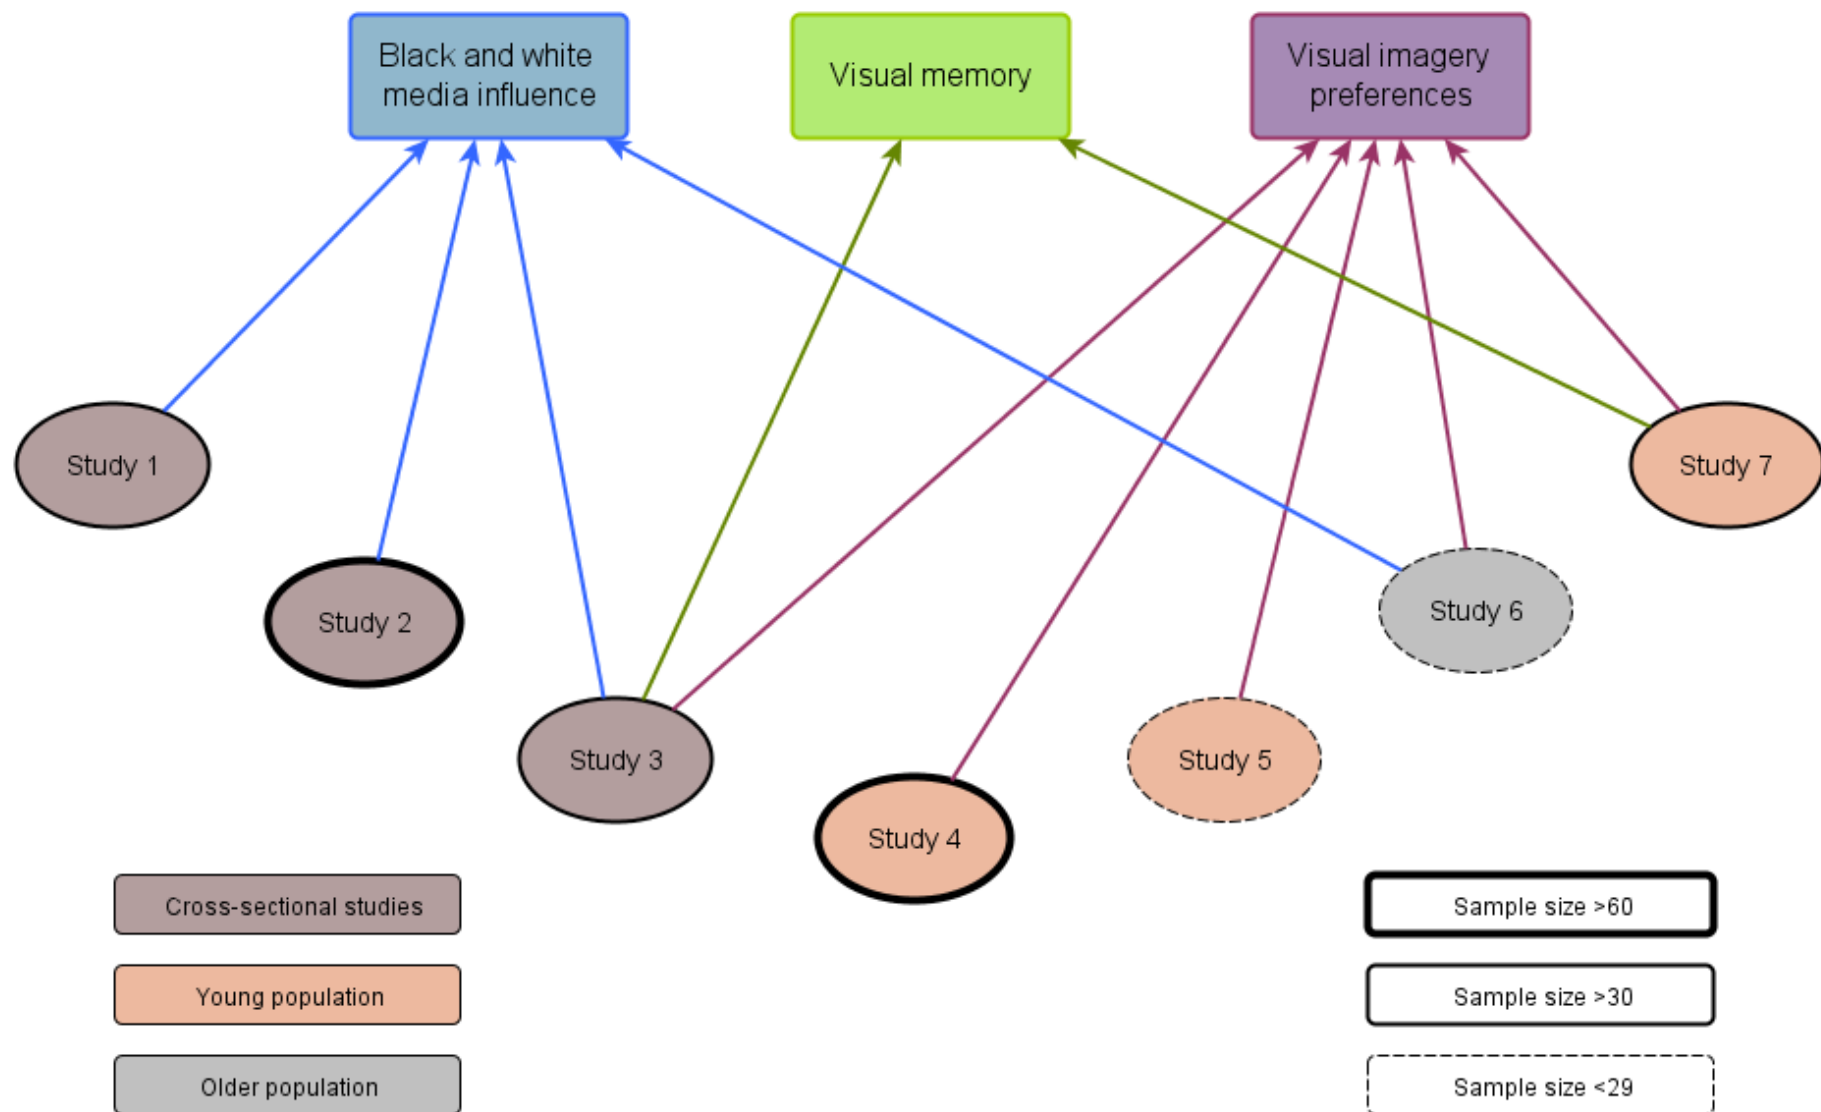 Black and white
media influence
Visual memory
Visual imagery
preferences
Study 1
Study 2
Study 3
Study 4
Study 5
Study 6
Study 7
Cross-sectional studies
Young population
Older population
Sample size >60
Sample size >30
Sample size <29